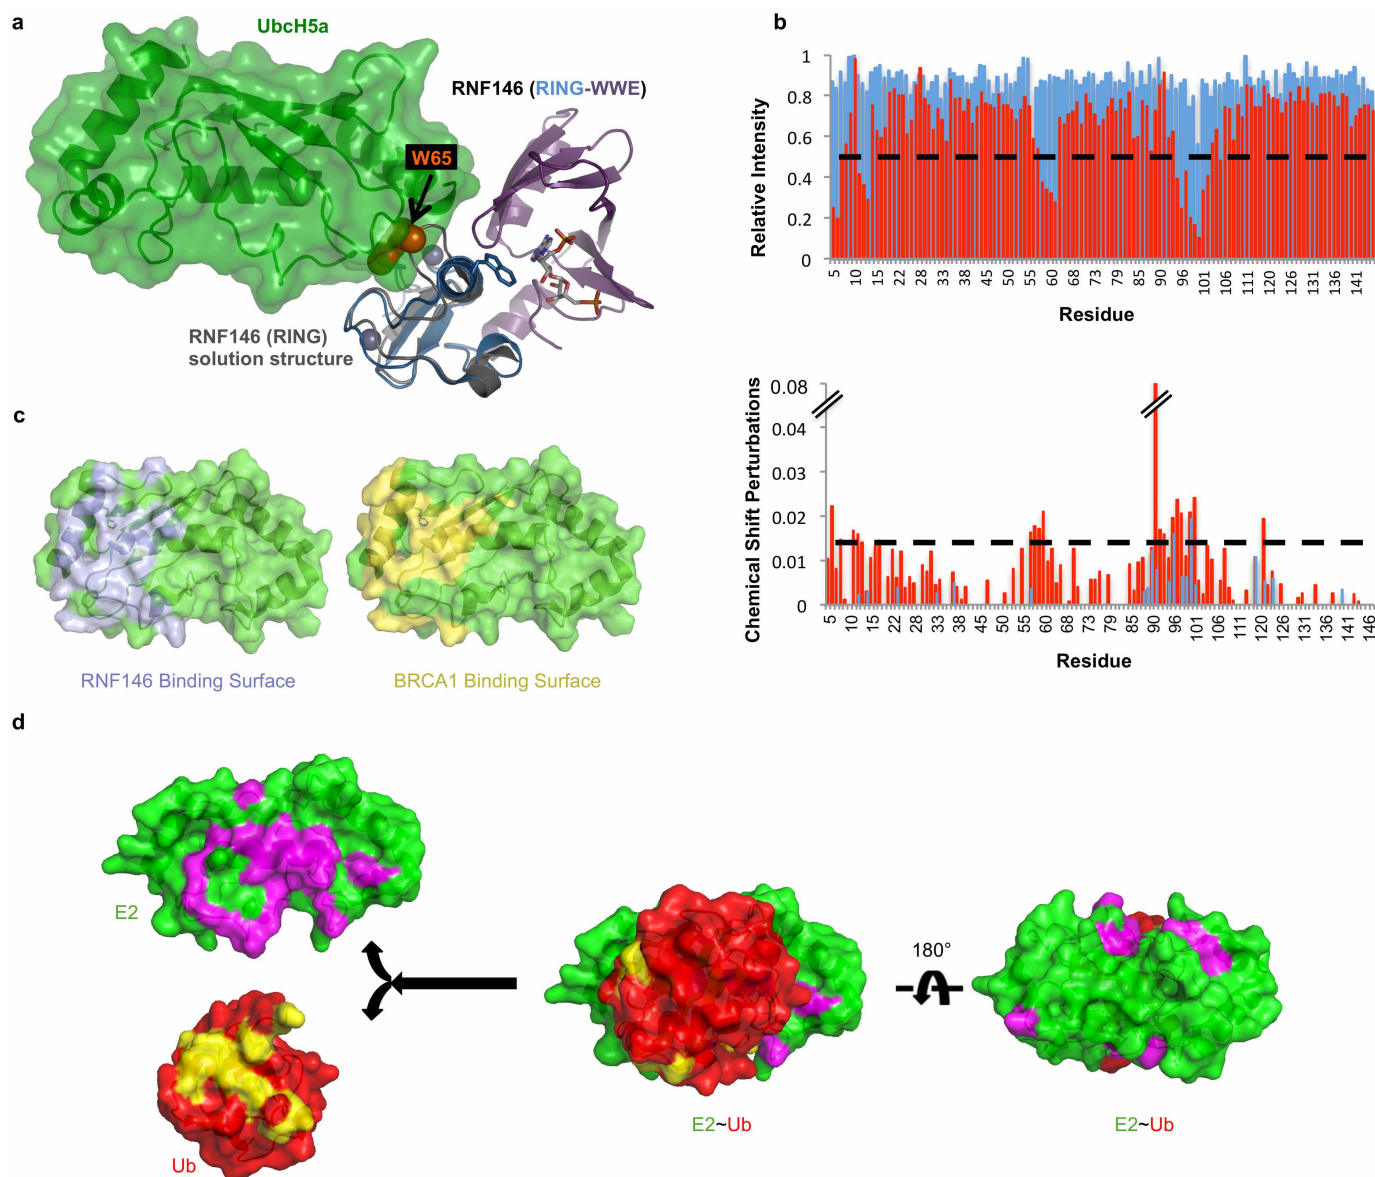 a
UbcH5a
W65
RNF146 (RING-WWE)
RNF146 (RING)
solution structure
b
Relative Intensity
1
0.8
0.6
0.4
0.2
0
5 10 15 22 28 33 38 45 50 55 60 68 73 79 85 90 96 101 106 111 120 126 131 136 141
Residue
Chemical Shift Perturbations
0.08
0.04
0.03
0.02
0.01
0
5 10 15 22 28 33 38 45 50 55 60 68 73 79 85 90 96 101 106 111 120 126 131 136 141 146
Residue
c
RNF146 Binding Surface
BRCA1 Binding Surface
d
E2
Ub
E2~Ub
180°
E2~Ub